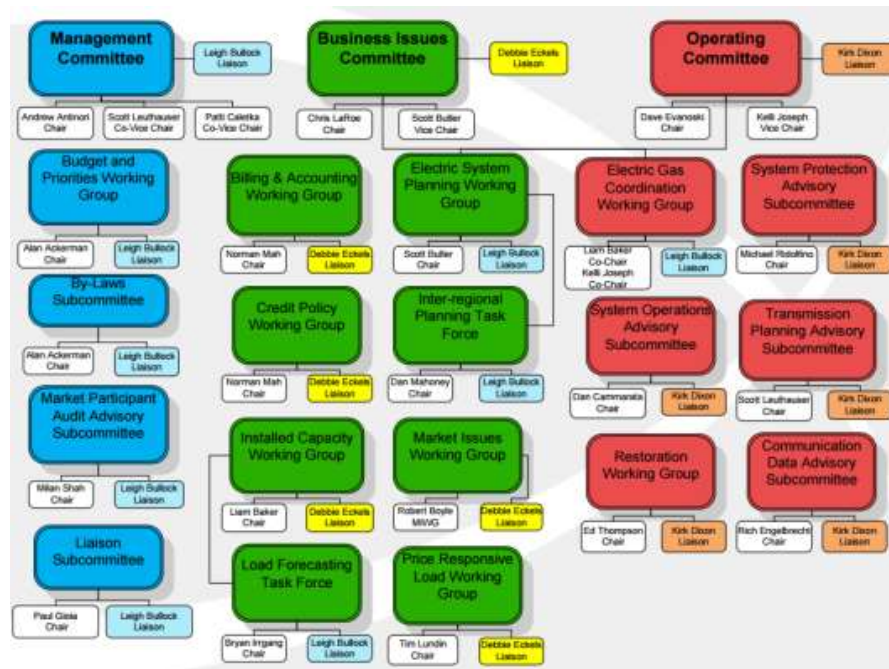 Management
Committee
Leigh Bullock
Liaison
Business Issues
Committee
Debbie Eckels
Liaison
Operating
Committee
Kirk Dixon
Liaison
Andrew Antinori
Chair
Scott Leuthauser
Co-Vice Chair
Patti Caletka
Co-Vice Chair
Chris LaRoe
Chair
Scott Butler
Vice Chair
Dave Evanoski
Chair
Kelli Joseph
Vice Chair
Budget and
Priorities Working
Group
Alan Ackerman
Chair
Leigh Bullock
Liaison
By-Laws
Subcommittee
Alan Ackerman
Chair
Leigh Bullock
Liaison
Market Participant
Audit Advisory
Subcommittee
Milan Shah
Chair
Leigh Bullock
Liaison
Liaison
Subcommittee
Paul Gioia
Chair
Leigh Bullock
Liaison
Billing & Accounting
Working Group
Norman Mah
Chair
Debbie Eckels
Liaison
Credit Policy
Working Group
Norman Mah
Chair
Debbie Eckels
Liaison
Installed Capacity
Working Group
Liam Baker
Chair
Debbie Eckels
Liaison
Load Forecasting
Task Force
Bryan Irrgang
Chair
Leigh Bullock
Liaison
Electric System
Planning Working
Group
Scott Butler
Chair
Leigh Bullock
Liaison
Inter-regional
Planning Task
Force
Dan Mahoney
Chair
Leigh Bullock
Liaison
Market Issues
Working Group
Robert Boyle
MIWG
Debbie Eckels
Liaison
Price Responsive
Load Working
Group
Tim Lundin
Chair
Debbie Eckels
Liaison
Electric Gas
Coordination
Working Group
Liam Baker
Co-Chair
Kelli Joseph
Co-Chair
Leigh Bullock
Liaison
System Protection
Advisory
Subcommittee
Michael Ridolfino
Chair
Kirk Dixon
Liaison
System Operations
Advisory
Subcommittee
Dan Cammarata
Chair
Kirk Dixon
Liaison
Transmission
Planning Advisory
Subcommittee
Scott Leuthauser
Chair
Kirk Dixon
Liaison
Restoration
Working Group
Ed Thompson
Chair
Kirk Dixon
Liaison
Communication
Data Advisory
Subcommittee
Rich Engelbrecht
Chair
Kirk Dixon
Liaison